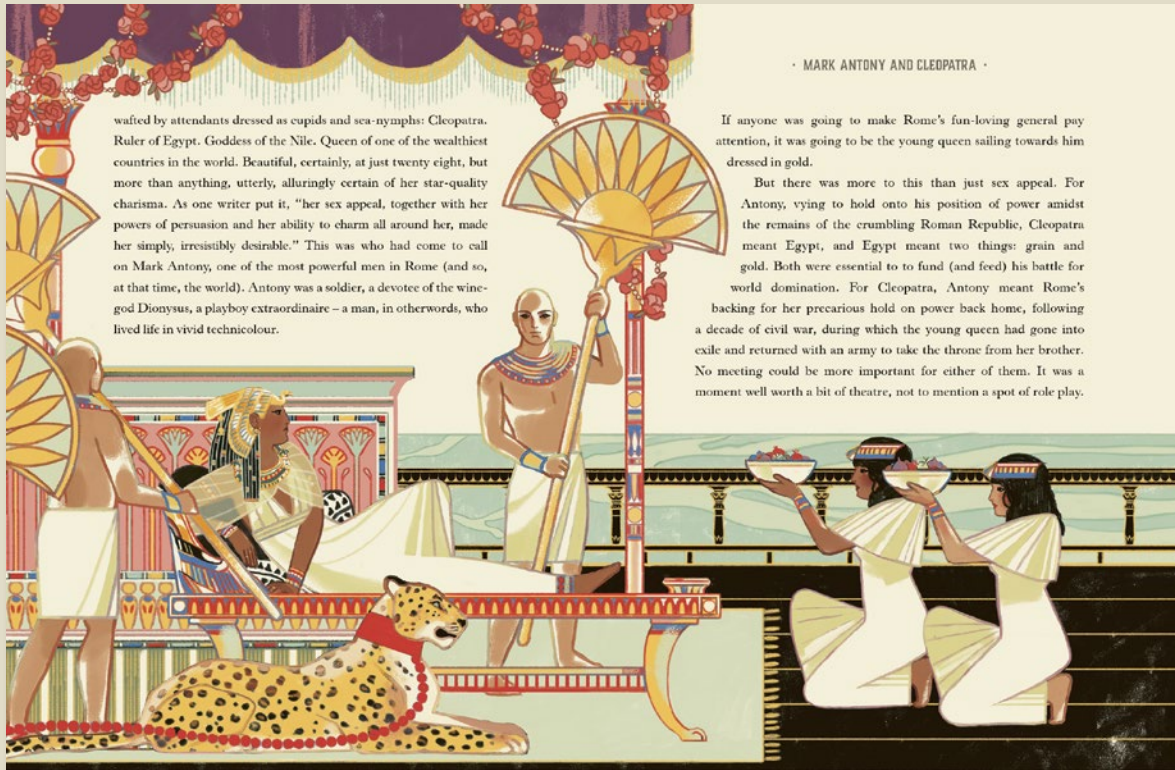 wafted by attendants dressed as cupids and sea-nymphs: Cleopatra.
Ruler of Egypt. Goddess of the Nile. Queen of one of the wealthiest
countries in the world. Beautiful, certainly, at just twenty eight, but
more than anything, utterly, alluringly certain of her star-quality
charisma. As one writer put it, “her sex appeal, together with her
powers of persuasion and her ability to charm all around her, made
her simply, irresistibly desirable.” This was who had come to call
on Mark Antony, one of the most powerful men in Rome (and so,
at that time, the world). Antony was a soldier, a devotee of the wine-
god Dionysus, a playboy extraordinaire – a man, in otherwords, who
lived life in vivid technicolour.
· MARK ANTONY AND CLEOPATRA ·
If anyone was going to make Rome’s fun-loving general pay
attention, it was going to be the young queen sailing towards him
dressed in gold.
But there was more to this than just sex appeal. For
Antony, vying to hold onto his position of power amidst
the remains of the crumbling Roman Republic, Cleopatra
meant Egypt, and Egypt meant two things: grain and
gold. Both were essential to to fund (and feed) his battle for
world domination. For Cleopatra, Antony meant Rome’s
backing for her precarious hold on power back home, following
a decade of civil war, during which the young queen had gone into
exile and returned with an army to take the throne from her brother.
No meeting could be more important for either of them. It was a
moment well worth a bit of theatre, not to mention a spot of role play.